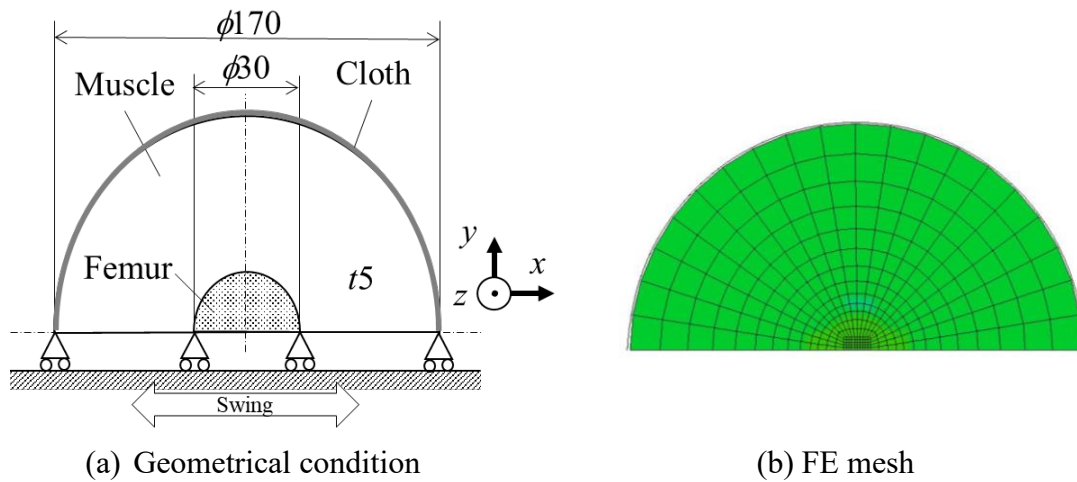 ϕ170
ϕ30
Muscle
Cloth
Femur
t5
y
x
z
Swing
(a) Geometrical condition
(b) FE mesh